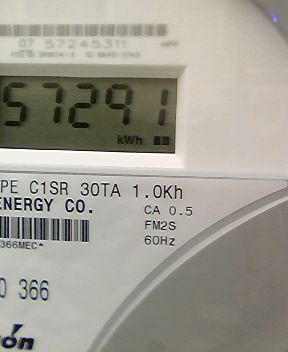 07 57245311
57291
kWh
PE C1SR 30TA 1.0Kh
ENERGY CO.
CA 0.5
FM2S
60Hz
366MEC*
0 366
rón